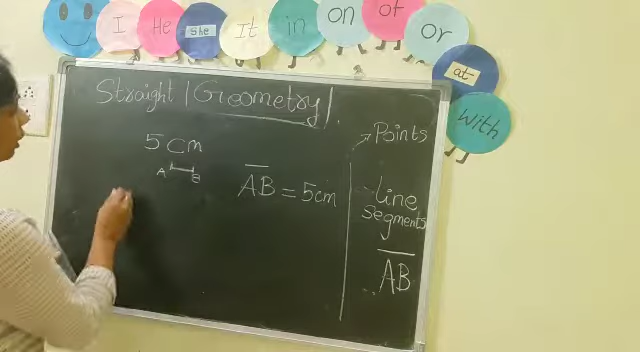 I
He
she
It
in
on
of
or
at
with
Straight | Geometry |
5 cm
A B
AB = 5cm
Points
line
segments
AB